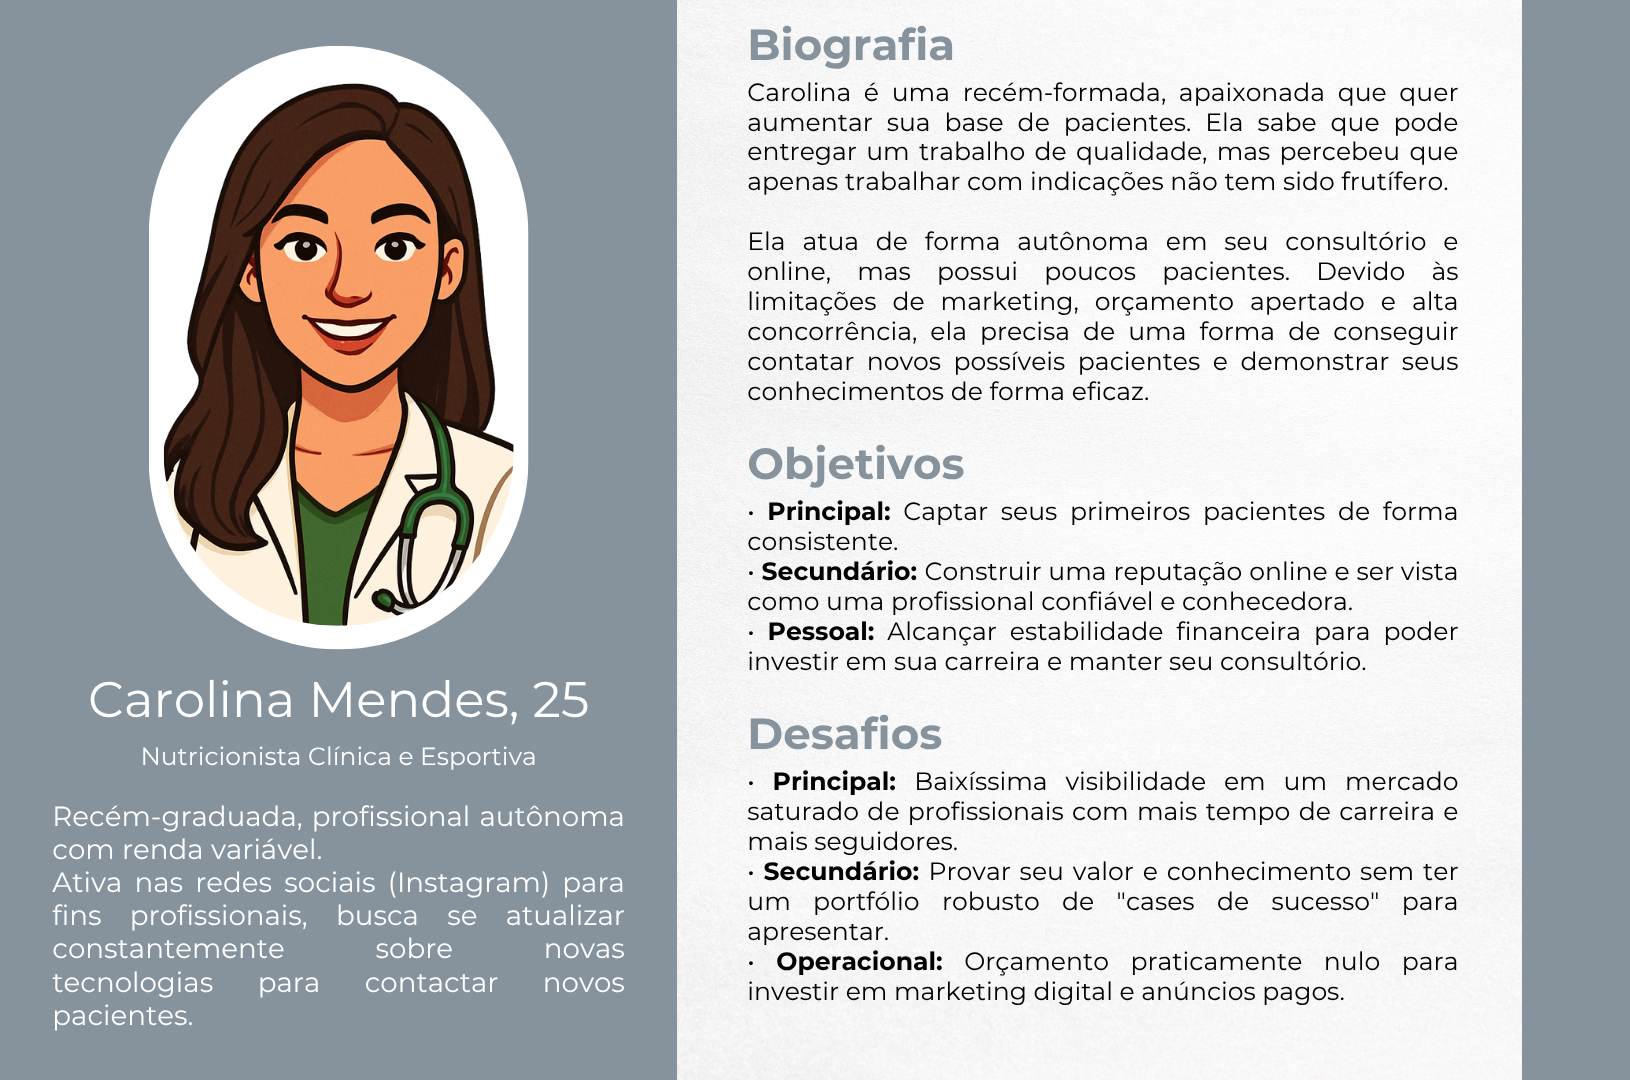 Carolina Mendes, 25
Nutricionista Clínica e Esportiva
Recém-graduada, profissional autônoma
com renda variável.
Ativa nas redes sociais (Instagram) para
fins profissionais, busca se atualizar
constantemente sobre novas
tecnologias para contactar novos
pacientes.
Biografia
Carolina é uma recém-formada, apaixonada que quer
aumentar sua base de pacientes. Ela sabe que pode
entregar um trabalho de qualidade, mas percebeu que
apenas trabalhar com indicações não tem sido frutífero.
Ela atua de forma autônoma em seu consultório e
online, mas possui poucos pacientes. Devido às
limitações de marketing, orçamento apertado e alta
concorrência, ela precisa de uma forma de conseguir
contatar novos possíveis pacientes e demonstrar seus
conhecimentos de forma eficaz.
Objetivos
• Principal: Captar seus primeiros pacientes de forma
consistente.
• Secundário: Construir uma reputação online e ser vista
como uma profissional confiável e conhecedora.
• Pessoal: Alcançar estabilidade financeira para poder
investir em sua carreira e manter seu consultório.
Desafios
• Principal: Baixíssima visibilidade em um mercado
saturado de profissionais com mais tempo de carreira e
mais seguidores.
• Secundário: Provar seu valor e conhecimento sem ter
um portfólio robusto de "cases de sucesso" para
apresentar.
• Operacional: Orçamento praticamente nulo para
investir em marketing digital e anúncios pagos.